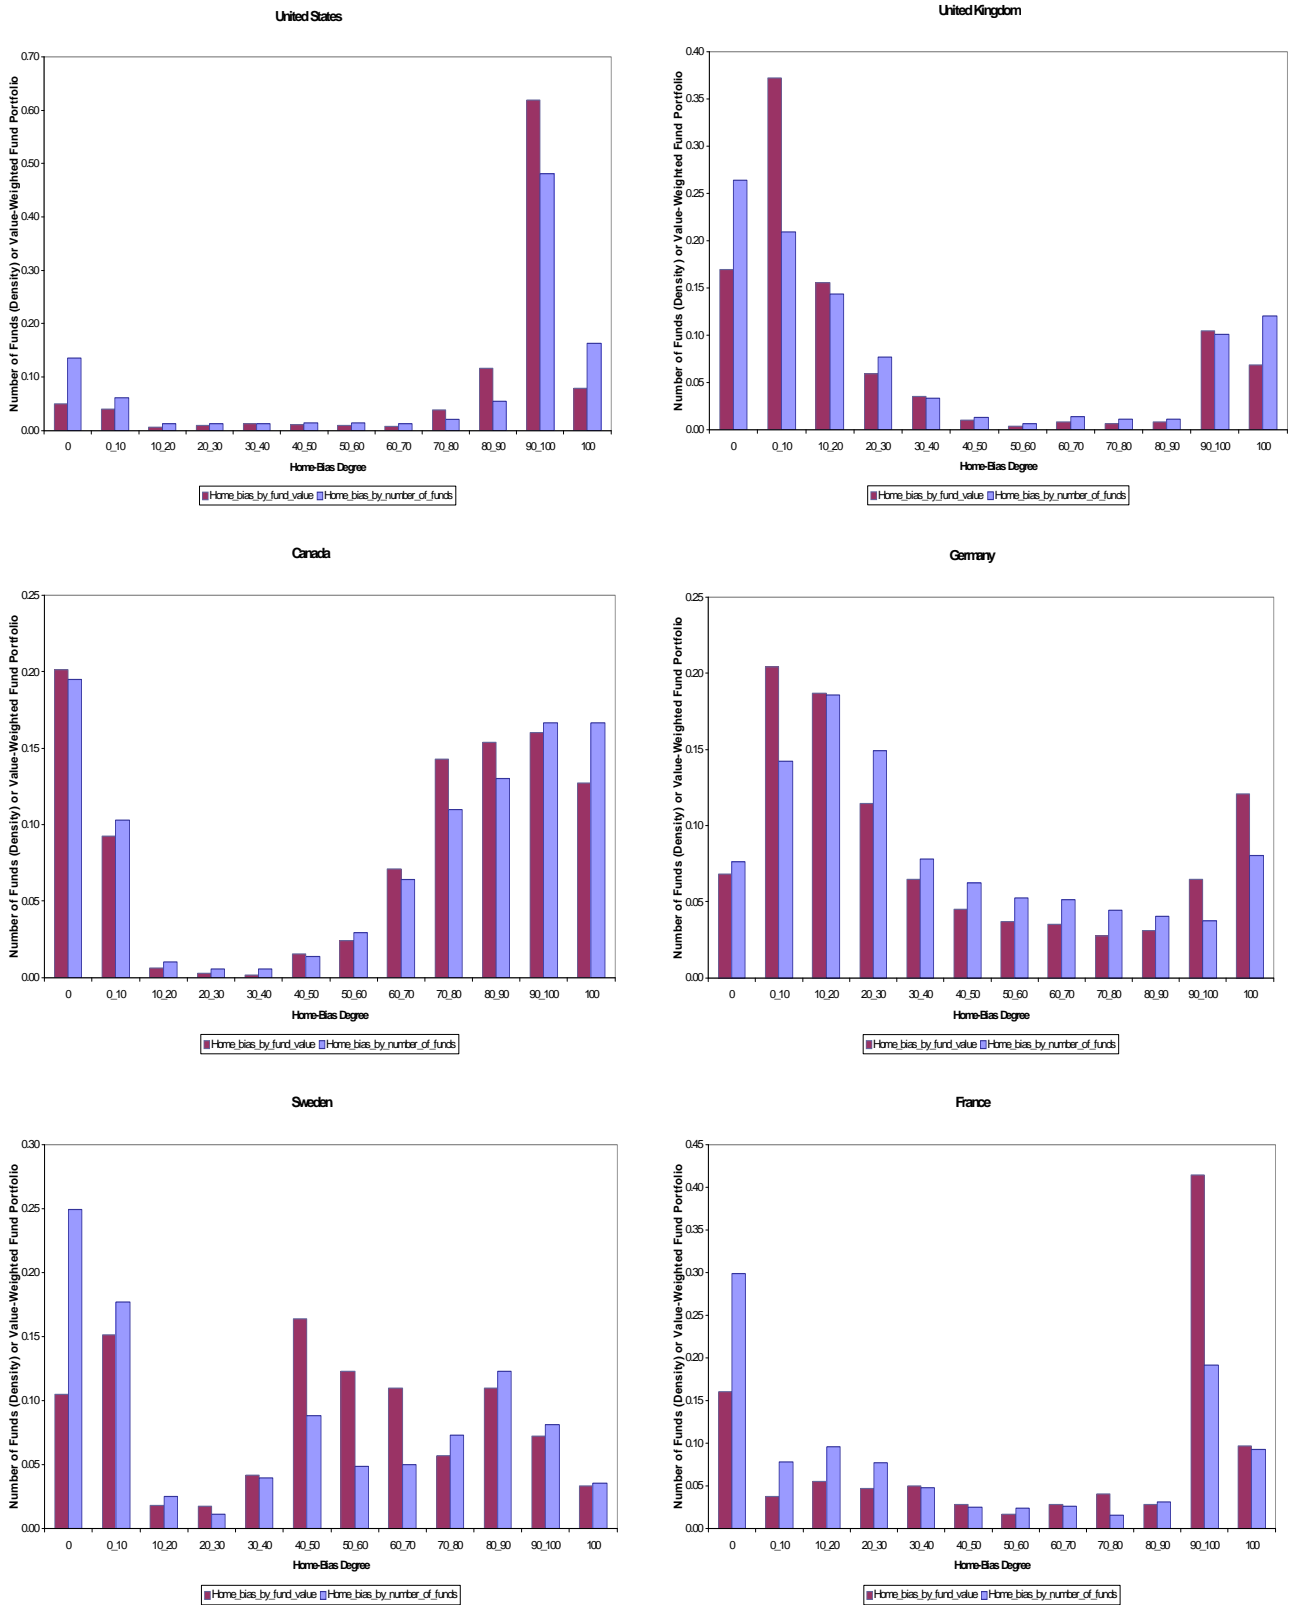 United States
Number of Funds (Density) or Value-Weighted Fund Portfolio
0.70
0.60
0.50
0.40
0.30
0.20
0.10
0.00
0 0_10 10_20 20_30 30_40 40_50 50_60 60_70 70_80 80_90 90_100 100
Home-Bias Degree
Home_bias_by_fund_value Home_bias_by_number_of_funds
United Kingdom
Number of Funds (Density) or Value-Weighted Fund Portfolio
0.40
0.35
0.30
0.25
0.20
0.15
0.10
0.05
0.00
0 0_10 10_20 20_30 30_40 40_50 50_60 60_70 70_80 80_90 90_100 100
Home-Bias Degree
Home_bias_by_fund_value Home_bias_by_number_of_funds
Canada
Number of Funds (Density) or Value-Weighted Fund Portfolio
0.25
0.20
0.15
0.10
0.05
0.00
0 0_10 10_20 20_30 30_40 40_50 50_60 60_70 70_80 80_90 90_100 100
Home-Bias Degree
Home_bias_by_fund_value Home_bias_by_number_of_funds
Germany
Number of Funds (Density) or Value-Weighted Fund Portfolio
0.25
0.20
0.15
0.10
0.05
0.00
0 0_10 10_20 20_30 30_40 40_50 50_60 60_70 70_80 80_90 90_100 100
Home-Bias Degree
Home_bias_by_fund_value Home_bias_by_number_of_funds
Sweden
Number of Funds (Density) or Value-Weighted Fund Portfolio
0.30
0.25
0.20
0.15
0.10
0.05
0.00
0 0_10 10_20 20_30 30_40 40_50 50_60 60_70 70_80 80_90 90_100 100
Home-Bias Degree
Home_bias_by_fund_value Home_bias_by_number_of_funds
France
Number of Funds (Density) or Value-Weighted Fund Portfolio
0.45
0.40
0.35
0.30
0.25
0.20
0.15
0.10
0.05
0.00
0 0_10 10_20 20_30 30_40 40_50 50_60 60_70 70_80 80_90 90_100 100
Home-Bias Degree
Home_bias_by_fund_value Home_bias_by_number_of_funds